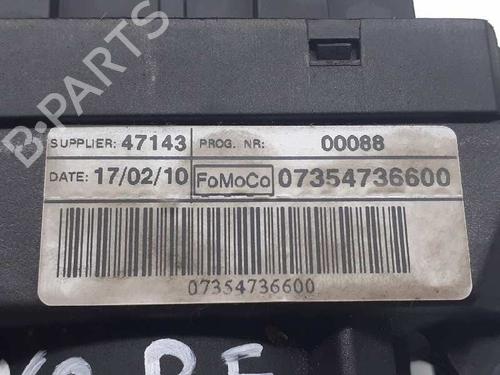 B-PARTS
SUPPLIER: 47143 PROG. NR: 00088
DATE: 17/02/10 FoMoCo 07354736600
07354736600